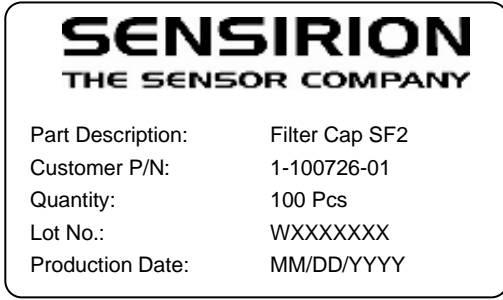 SENSIRION
THE SENSOR COMPANY
Part Description: Filter Cap SF2
Customer P/N: 1-100726-01
Quantity: 100 Pcs
Lot No.: WXXXXXXX
Production Date: MM/DD/YYYY